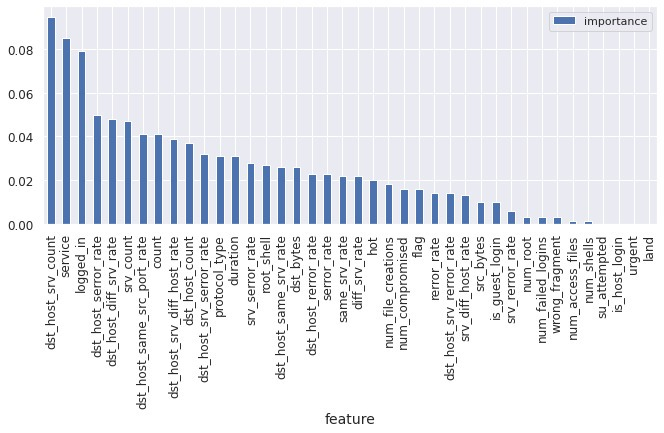 importance
0.08
0.06
0.04
0.02
0.00
dst_host_srv_count
service
logged_in
dst_host_serror_rate
dst_host_diff_srv_rate
srv_count
dst_host_same_src_port_rate
count
dst_host_srv_diff_host_rate
dst_host_count
dst_host_srv_serror_rate
protocol_type
duration
srv_serror_rate
root_shell
dst_host_same_srv_rate
dst_bytes
dst_host_rerror_rate
serror_rate
same_srv_rate
diff_srv_rate
hot
num_file_creations
num_compromised
flag
rerror_rate
dst_host_srv_rerror_rate
srv_diff_host_rate
src_bytes
is_guest_login
srv_rerror_rate
num_root
num_failed_logins
wrong_fragment
num_access_files
num_shells
su_attempted
is_host_login
urgent
land
feature